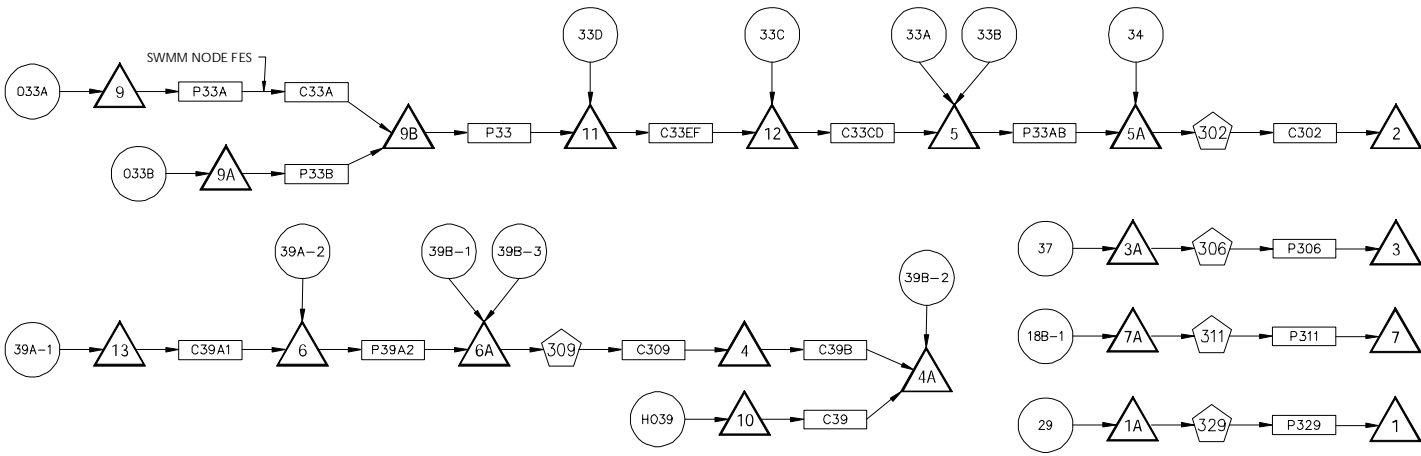 33D
33C
33A
33B
34
SWMM NODE FES
O33A
9
P33A
C33A
9B
P33
11
C33EF
12
C33CD
5
P33AB
5A
302
C302
2
O33B
9A
P33B
39A-2
39B-1
39B-3
39B-2
37
3A
306
P306
3
39A-1
13
C39A1
6
P39A2
6A
309
C309
4
C39B
4A
18B-1
7A
311
P311
7
H039
10
C39
29
1A
329
P329
1